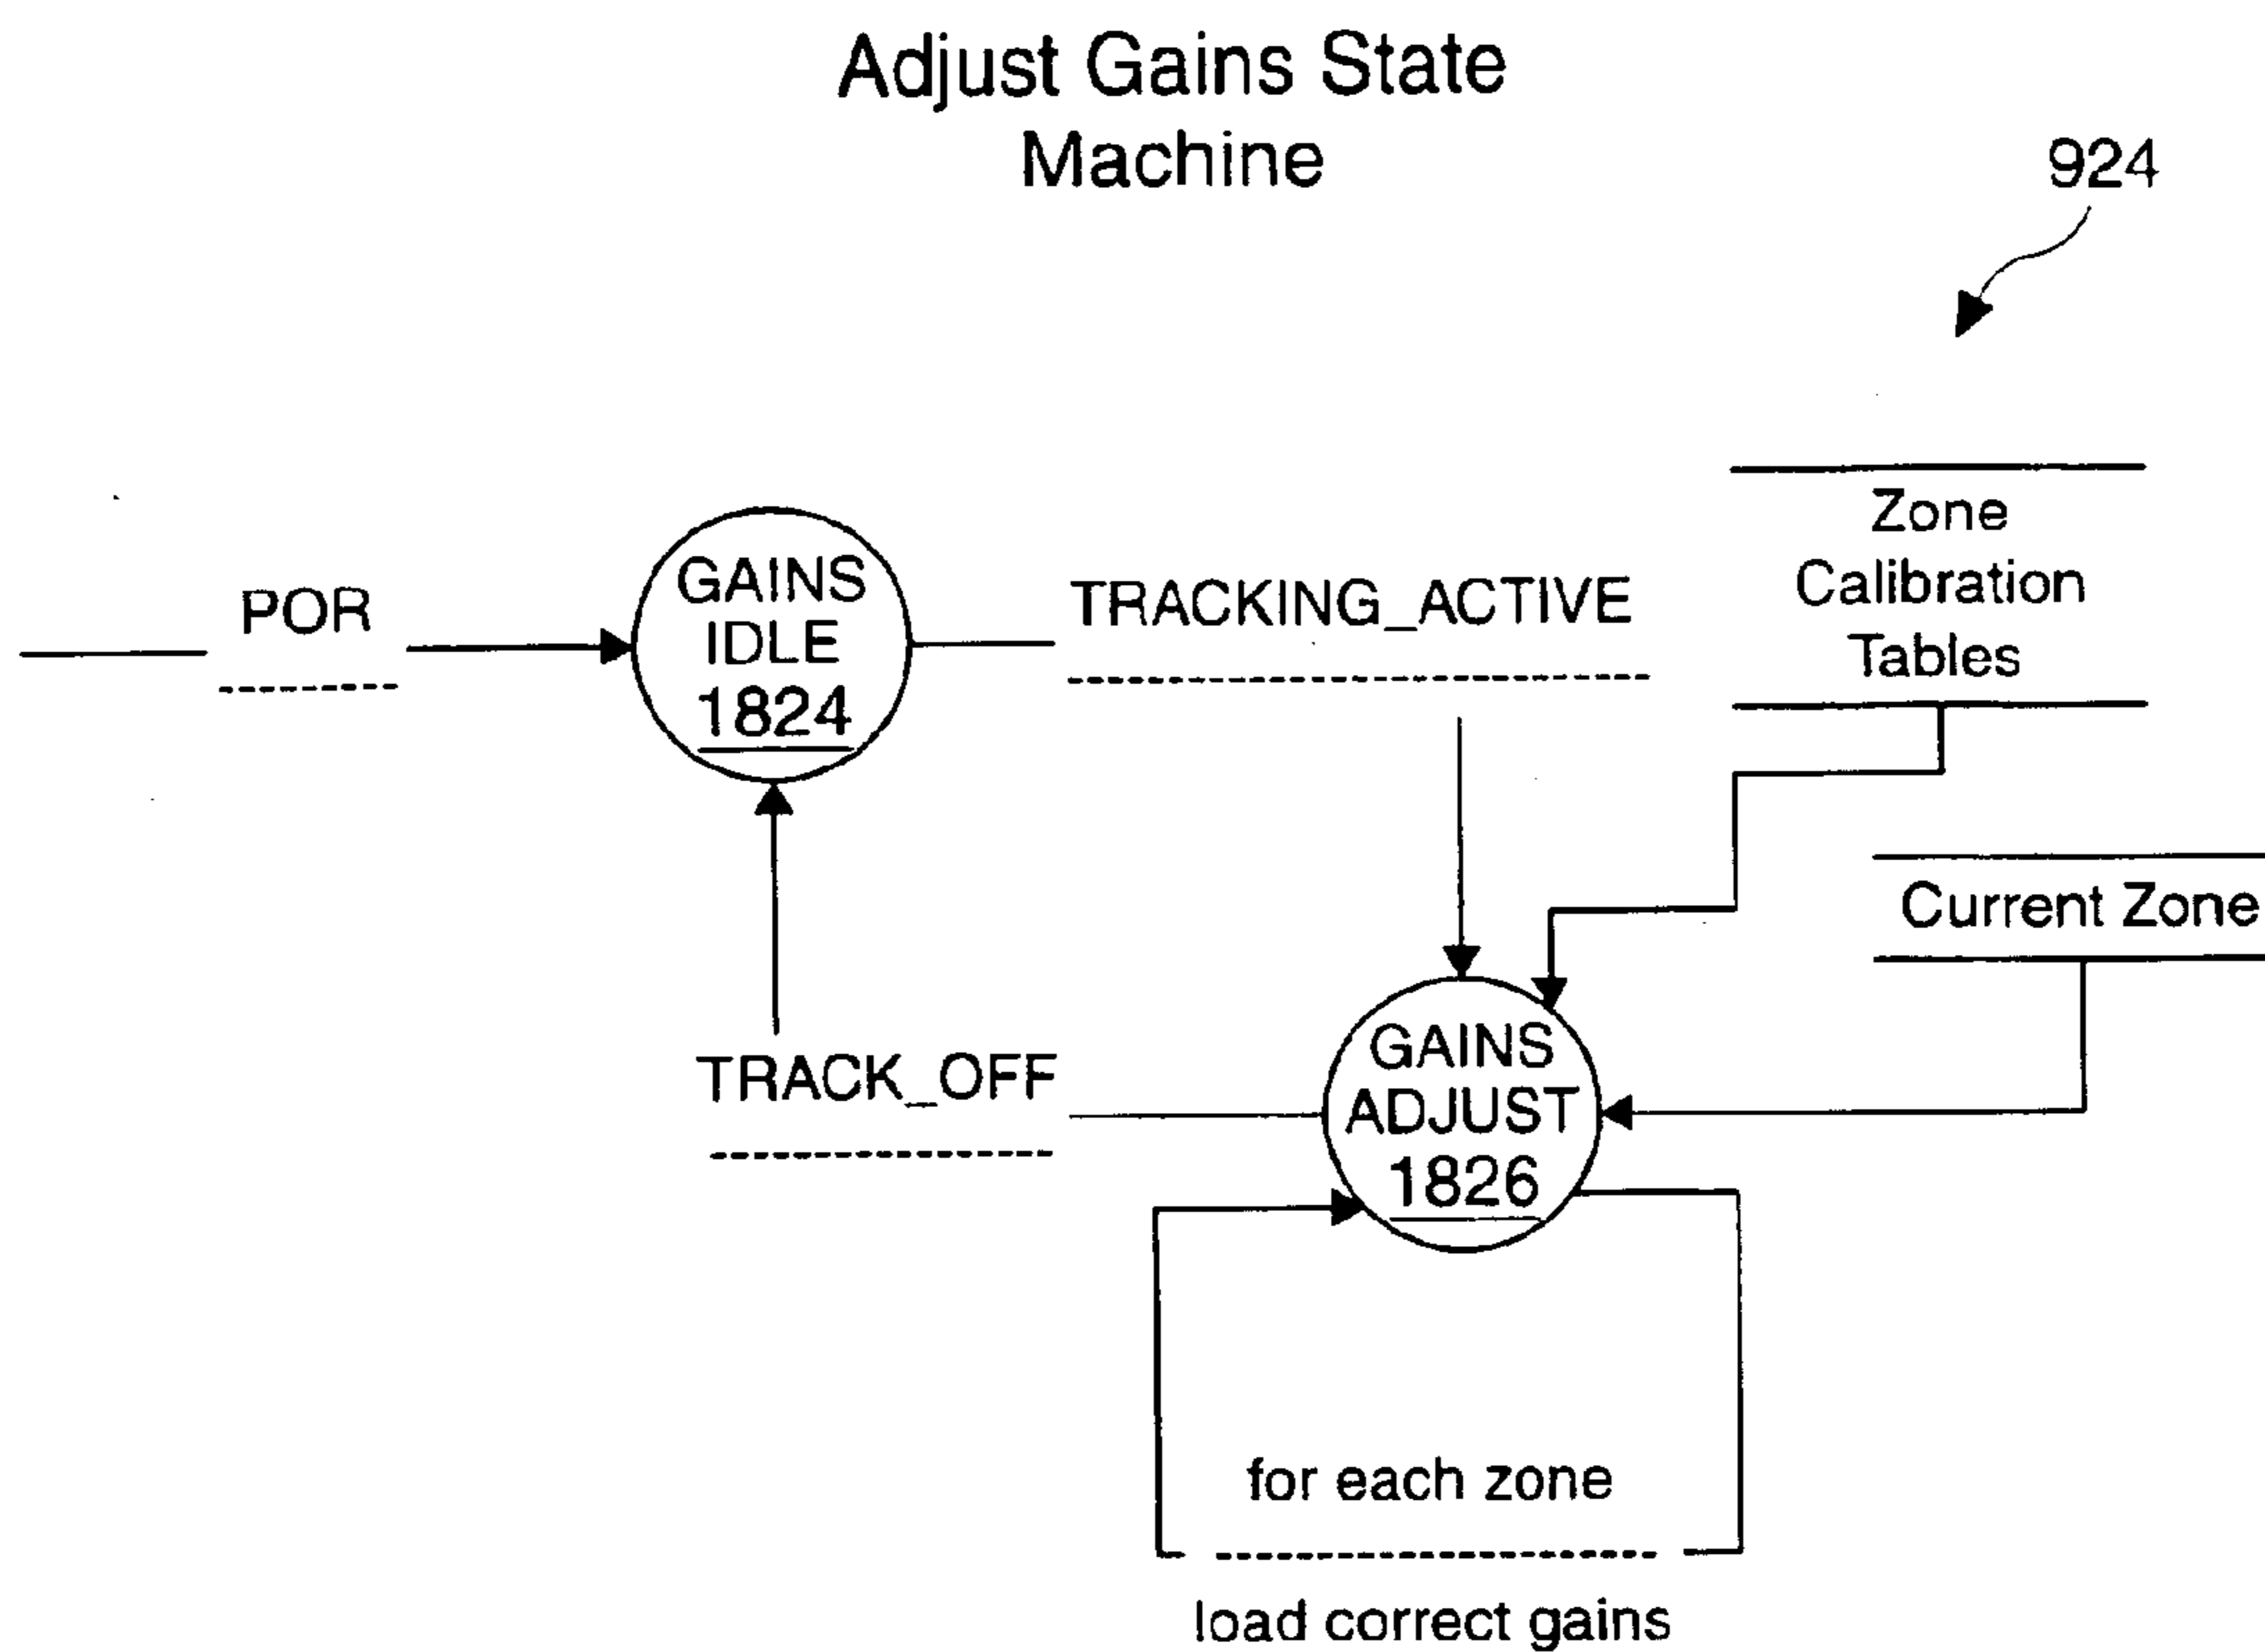 Adjust Gains State
Machine
924
Zone
Calibration
Tables
GAINS
IDLE
1824
POR
TRACKING_ACTIVE
Current Zone
TRACK_OFF
GAINS
ADJUST
1826
for each zone
load correct gains